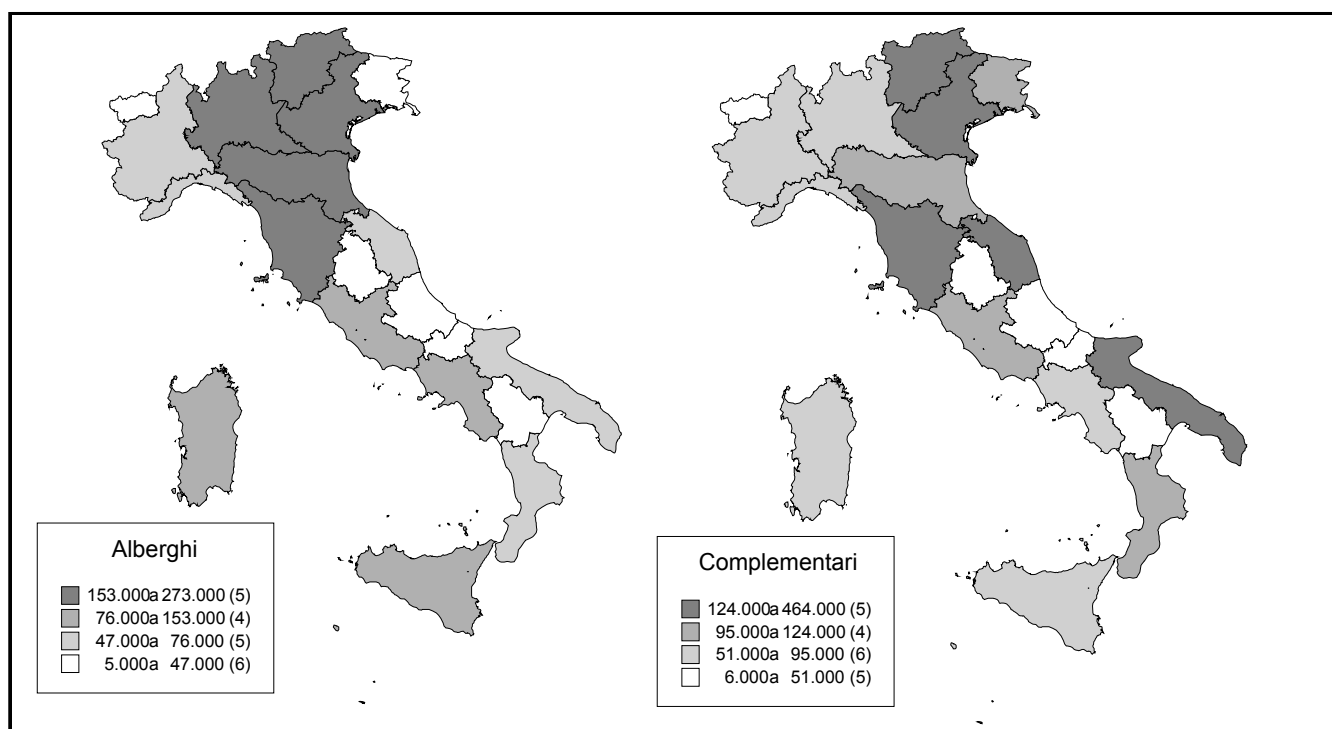 Alberghi
153.000a 273.000 (5)
76.000a 153.000 (4)
47.000a 76.000 (5)
5.000a 47.000 (6)
Complementari
124.000a 464.000 (5)
95.000a 124.000 (4)
51.000a 95.000 (6)
6.000a 51.000 (5)